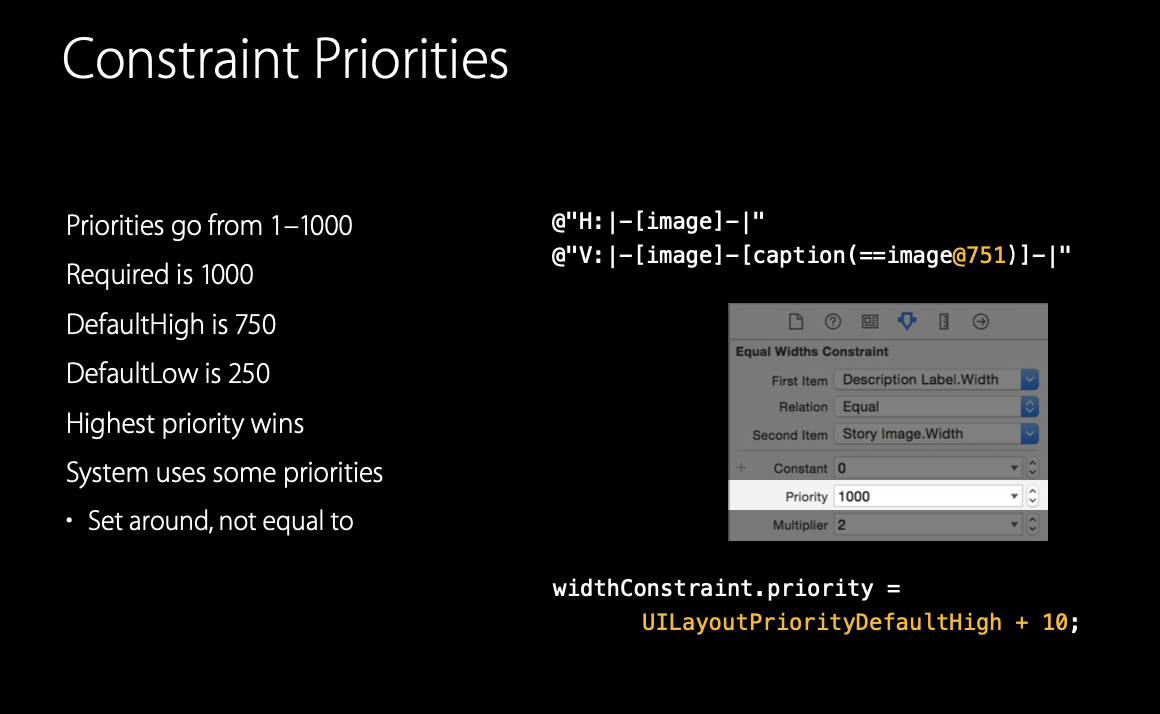 Constraint Priorities
Priorities go from 1–1000
Required is 1000
DefaultHigh is 750
DefaultLow is 250
Highest priority wins
System uses some priorities
• Set around, not equal to
@"H:|-[image]-|"
@"V:|-[image]-[caption(==image@751)]-|"
Equal Widths Constraint
First Item Description Label.Width
Relation Equal
Second Item Story Image.Width
+ Constant 0
Priority 1000
Multiplier 2
widthConstraint.priority =
UILayoutPriorityDefaultHigh + 10;